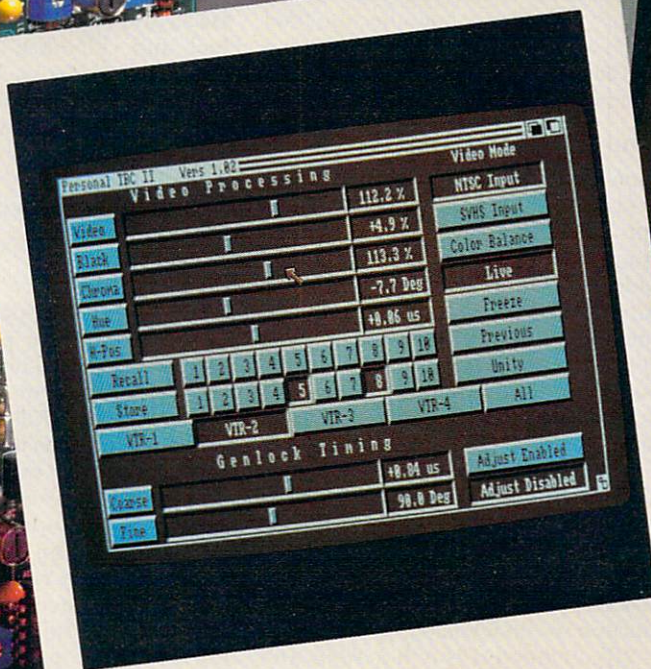 Personal TBC II Vers 1.02
Video Processing
Video 112.2 %
Black +4.9 %
Chroma 113.3 %
Hue -7.7 Deg
H-Pos +0.06 us
Recall 1 2 3 4 5 6 7 8 9 10
Store 1 2 3 4 5 6 7 8 9 10
VTR-1 VTR-2 VTR-3 VTR-4 All
Video Mode
NTSC Input
SVHS Input
Color Balance
Live
Freeze
Previous
Unity
Genlock Timing
Coarse +0.04 us
Fine 90.0 Deg
Adjust Enabled
Adjust Disabled